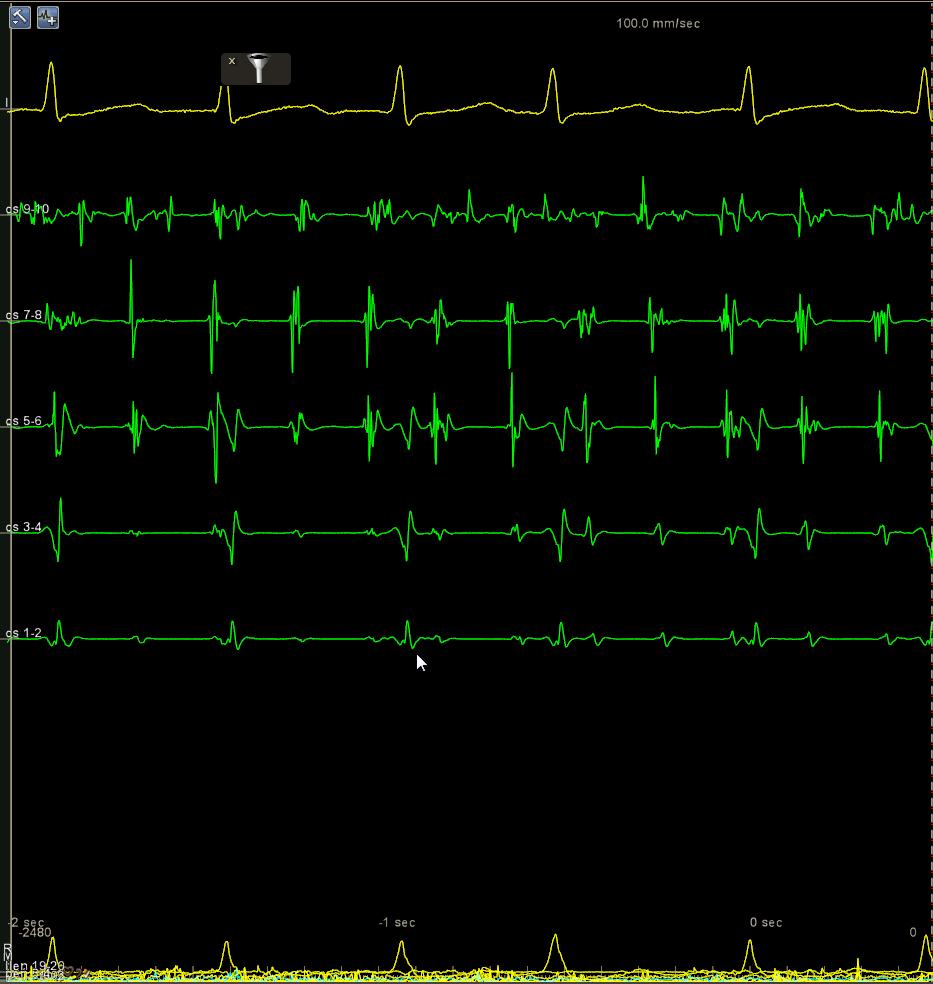 100.0 mm/sec
x
I
cs 9-10
cs 7-8
cs 5-6
cs 3-4
cs 1-2
-2 sec
-1 sec
0 sec
-2480
0